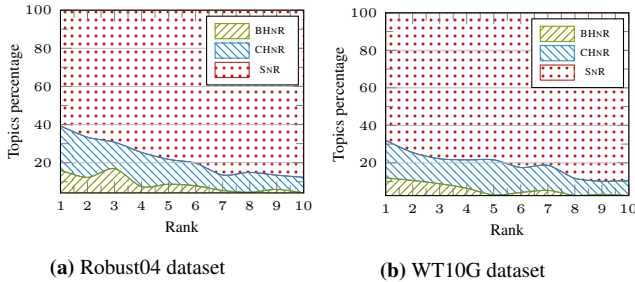 100
80
60
40
20
Topics percentage
BHNR
CHNR
SNR
1 2 3 4 5 6 7 8 9 10
Rank
(a) Robust04 dataset
100
80
60
40
20
Topics percentage
BHNR
CHNR
SNR
1 2 3 4 5 6 7 8 9 10
Rank
(b) WT10G dataset